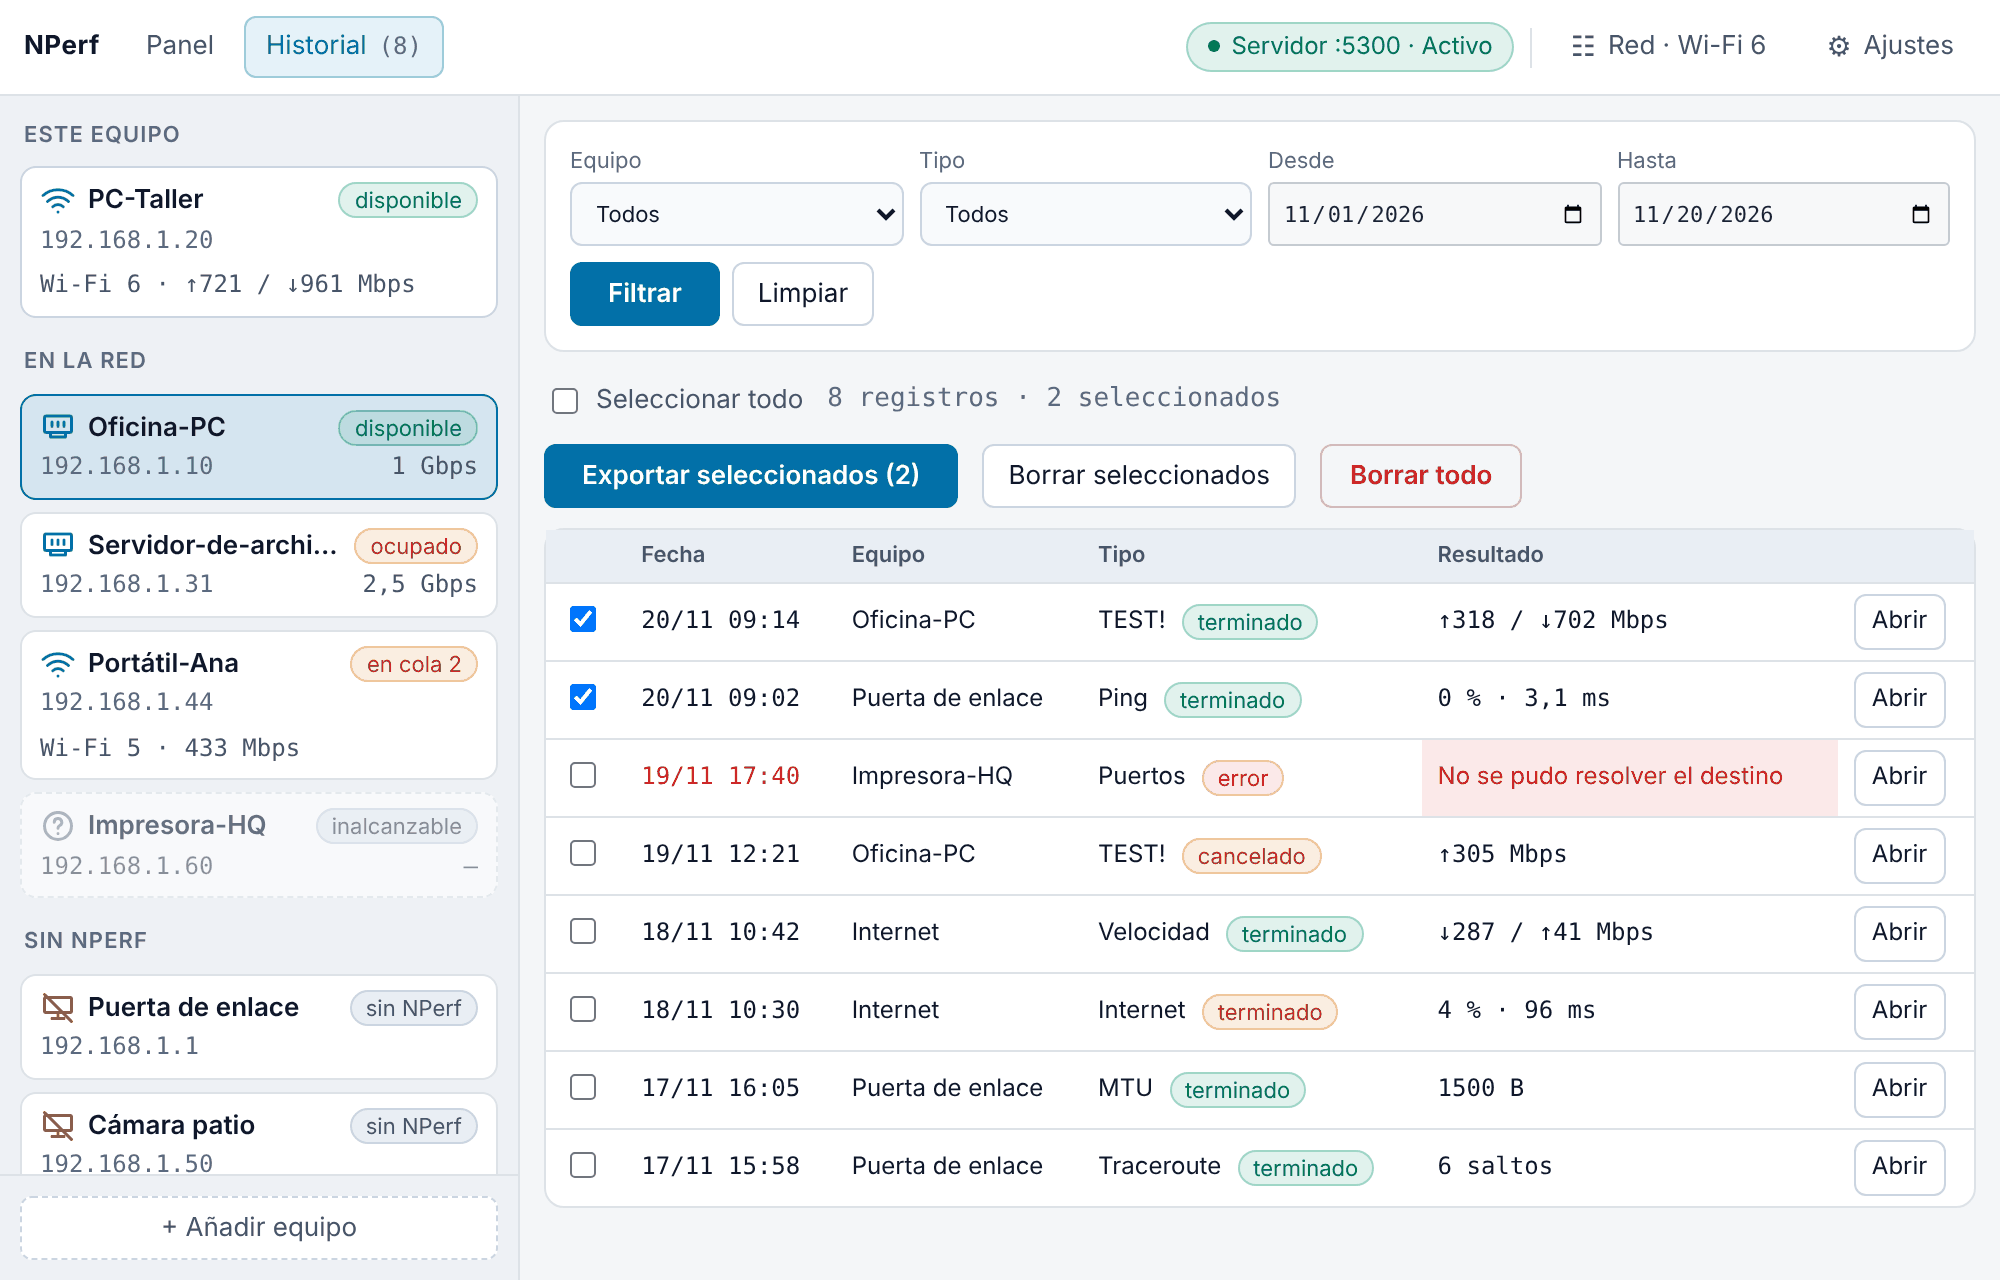 NPerf Panel Historial (8) Servidor :5300 · Activo Red · Wi-Fi 6 Ajustes
ESTE EQUIPO
PC-Taller disponible
192.168.1.20
Wi-Fi 6 · ↑721 / ↓961 Mbps
EN LA RED
Oficina-PC disponible
192.168.1.10 1 Gbps
Servidor-de-archi... ocupado
192.168.1.31 2,5 Gbps
Portátil-Ana en cola 2
192.168.1.44
Wi-Fi 5 · 433 Mbps
Impresora-HQ inalcanzable
192.168.1.60 —
SIN NPERF
Puerta de enlace sin NPerf
192.168.1.1
Cámara patio sin NPerf
192.168.1.50
+ Añadir equipo
Equipo Tipo Desde Hasta
Todos Todos 11/01/2026 11/20/2026
Filtrar Limpiar
Seleccionar todo 8 registros · 2 seleccionados
Exportar seleccionados (2) Borrar seleccionados Borrar todo
Fecha Equipo Tipo Resultado
20/11 09:14 Oficina-PC TEST! terminado ↑318 / ↓702 Mbps Abrir
20/11 09:02 Puerta de enlace Ping terminado 0 % · 3,1 ms Abrir
19/11 17:40 Impresora-HQ Puertos error No se pudo resolver el destino Abrir
19/11 12:21 Oficina-PC TEST! cancelado ↑305 Mbps Abrir
18/11 10:42 Internet Velocidad terminado ↓287 / ↑41 Mbps Abrir
18/11 10:30 Internet Internet terminado 4 % · 96 ms Abrir
17/11 16:05 Puerta de enlace MTU terminado 1500 B Abrir
17/11 15:58 Puerta de enlace Traceroute terminado 6 saltos Abrir